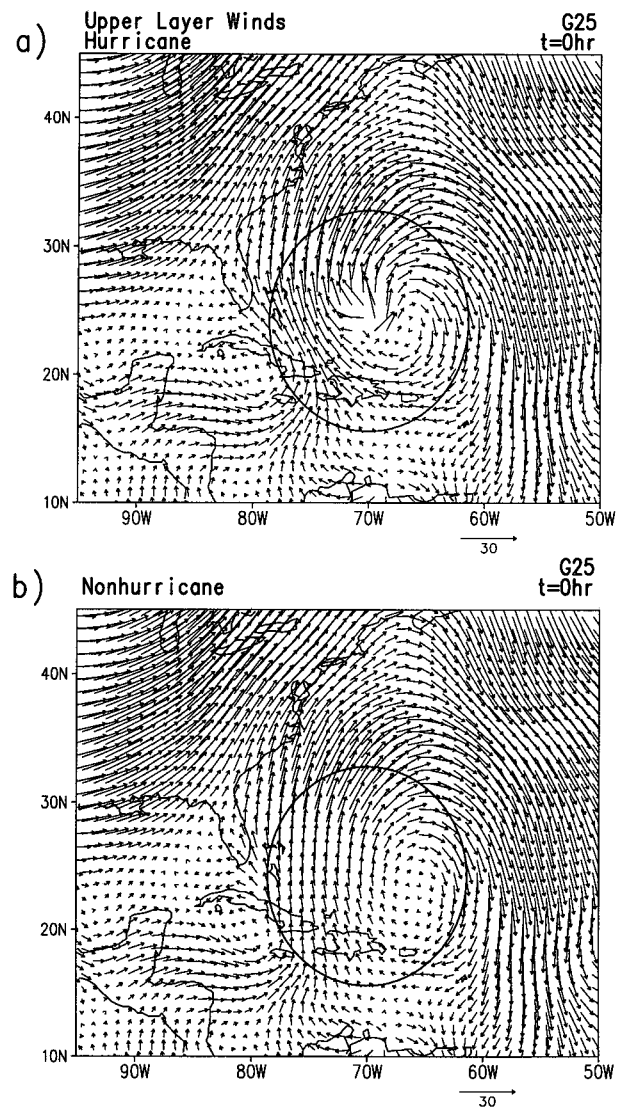 a)
Upper Layer Winds
Hurricane
G25
t=0hr
40N
30N
20N
10N
90W 80W 70W 60W 50W
30
b)
Nonhurricane
G25
t=0hr
40N
30N
20N
10N
90W 80W 70W 60W 50W
30